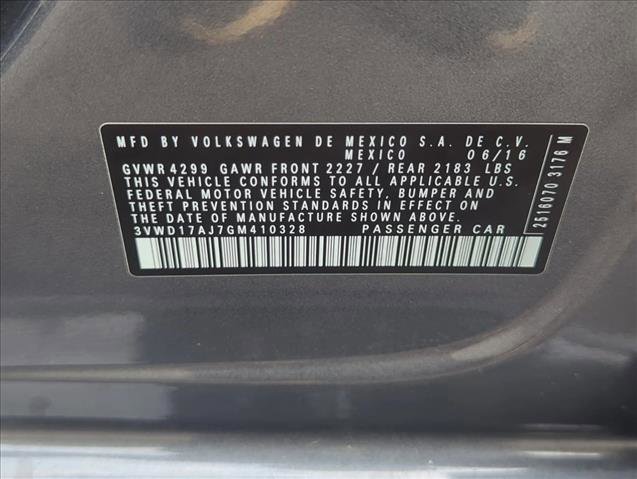 MFD BY VOLKSWAGEN DE MEXICO S.A. DE C.V.
MEXICO 06/16
GVWR 4299 GAWR FRONT 2227 / REAR 2183 LBS
THIS VEHICLE CONFORMS TO ALL APPLICABLE U.S.
FEDERAL MOTOR VEHICLE SAFETY, BUMPER AND
THEFT PREVENTION STANDARDS IN EFFECT ON
THE DATE OF MANUFACTURE SHOWN ABOVE.
3VWD17AJ7GM410328 PASSENGER CAR
2516070 3176 M